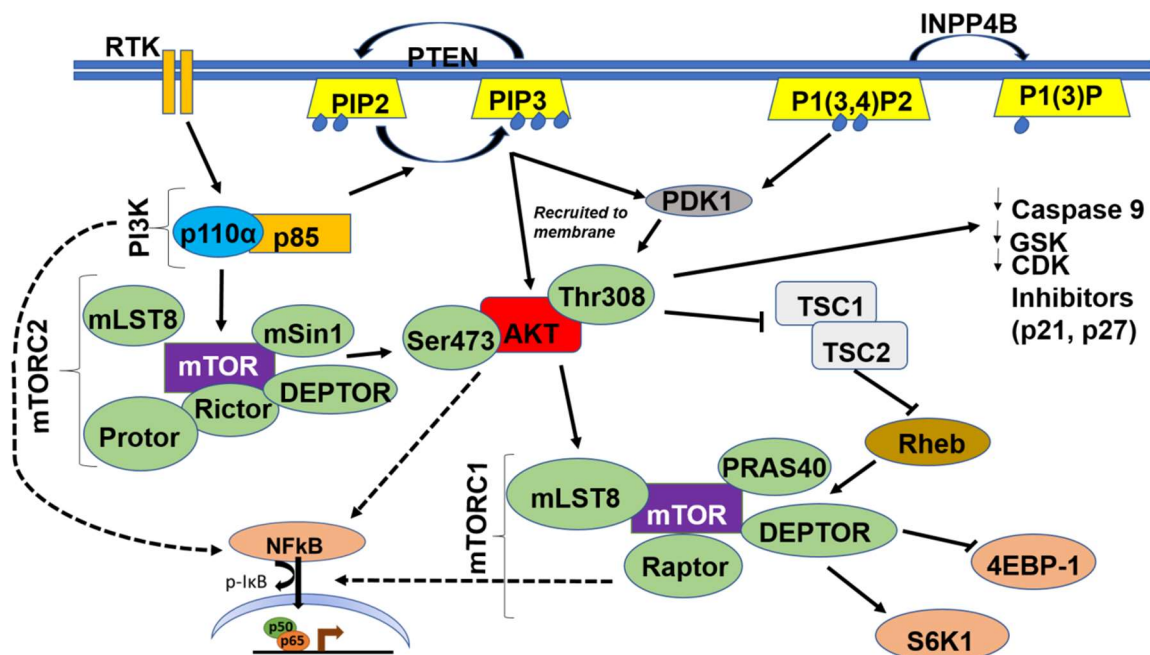 INPP4B
RTK
PTEN
PIP2
PIP3
P1(3,4)P2
P1(3)P
PI3K
p110α
p85
Recruited to
membrane
PDK1
Caspase 9
GSK
CDK
Inhibitors
(p21, p27)
mTORC2
mLST8
mSin1
mTOR
DEPTOR
Rictor
Protor
Ser473
AKT
Thr308
TSC1
TSC2
Rheb
mTORC1
PRAS40
mLST8
mTOR
DEPTOR
Raptor
4EBP-1
S6K1
NFkB
p-IκB
p50
p65